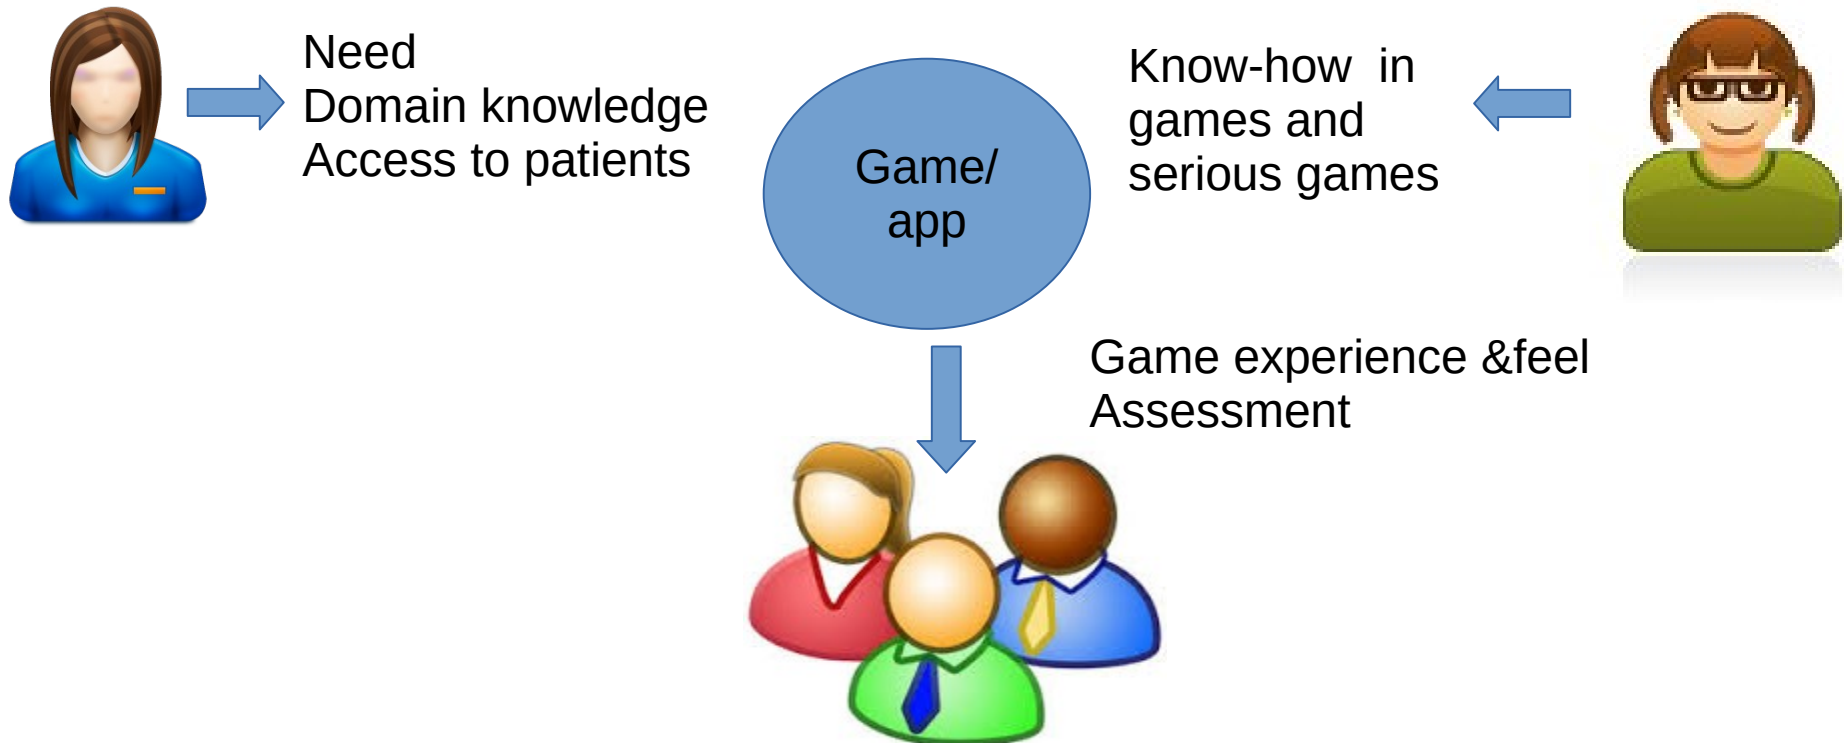 Need
Domain knowledge
Access to patients
Game/
app
Know-how in
games and
serious games
Game experience &feel
Assessment